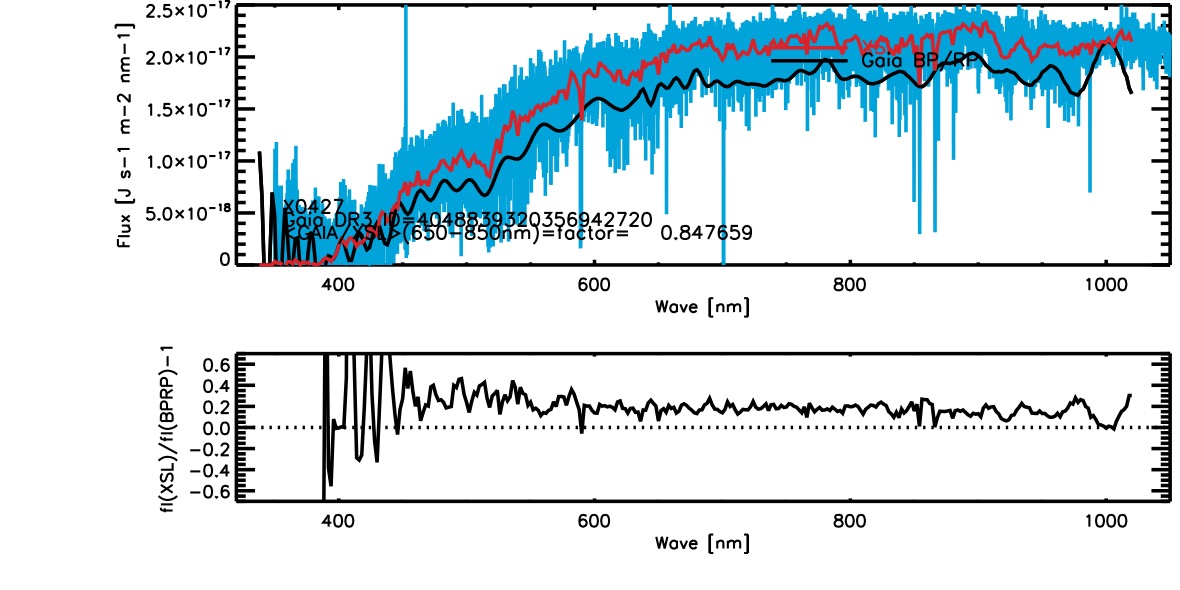 2.5×10−17
2.0×10−17
1.5×10−17
1.0×10−17
5.0×10−18
0
Flux [J s−1 m−2 nm−1]
XSL
Gaia BP/RP
X0427
Gaia DR3 ID=4048839320356942720
<GAIA/XSL>(650−850nm)=factor= 0.847659
400 600 800 1000
Wave [nm]
0.6
0.4
0.2
0.0
−0.2
−0.4
−0.6
fl(XSL)/fl(BPRP)−1
400 600 800 1000
Wave [nm]